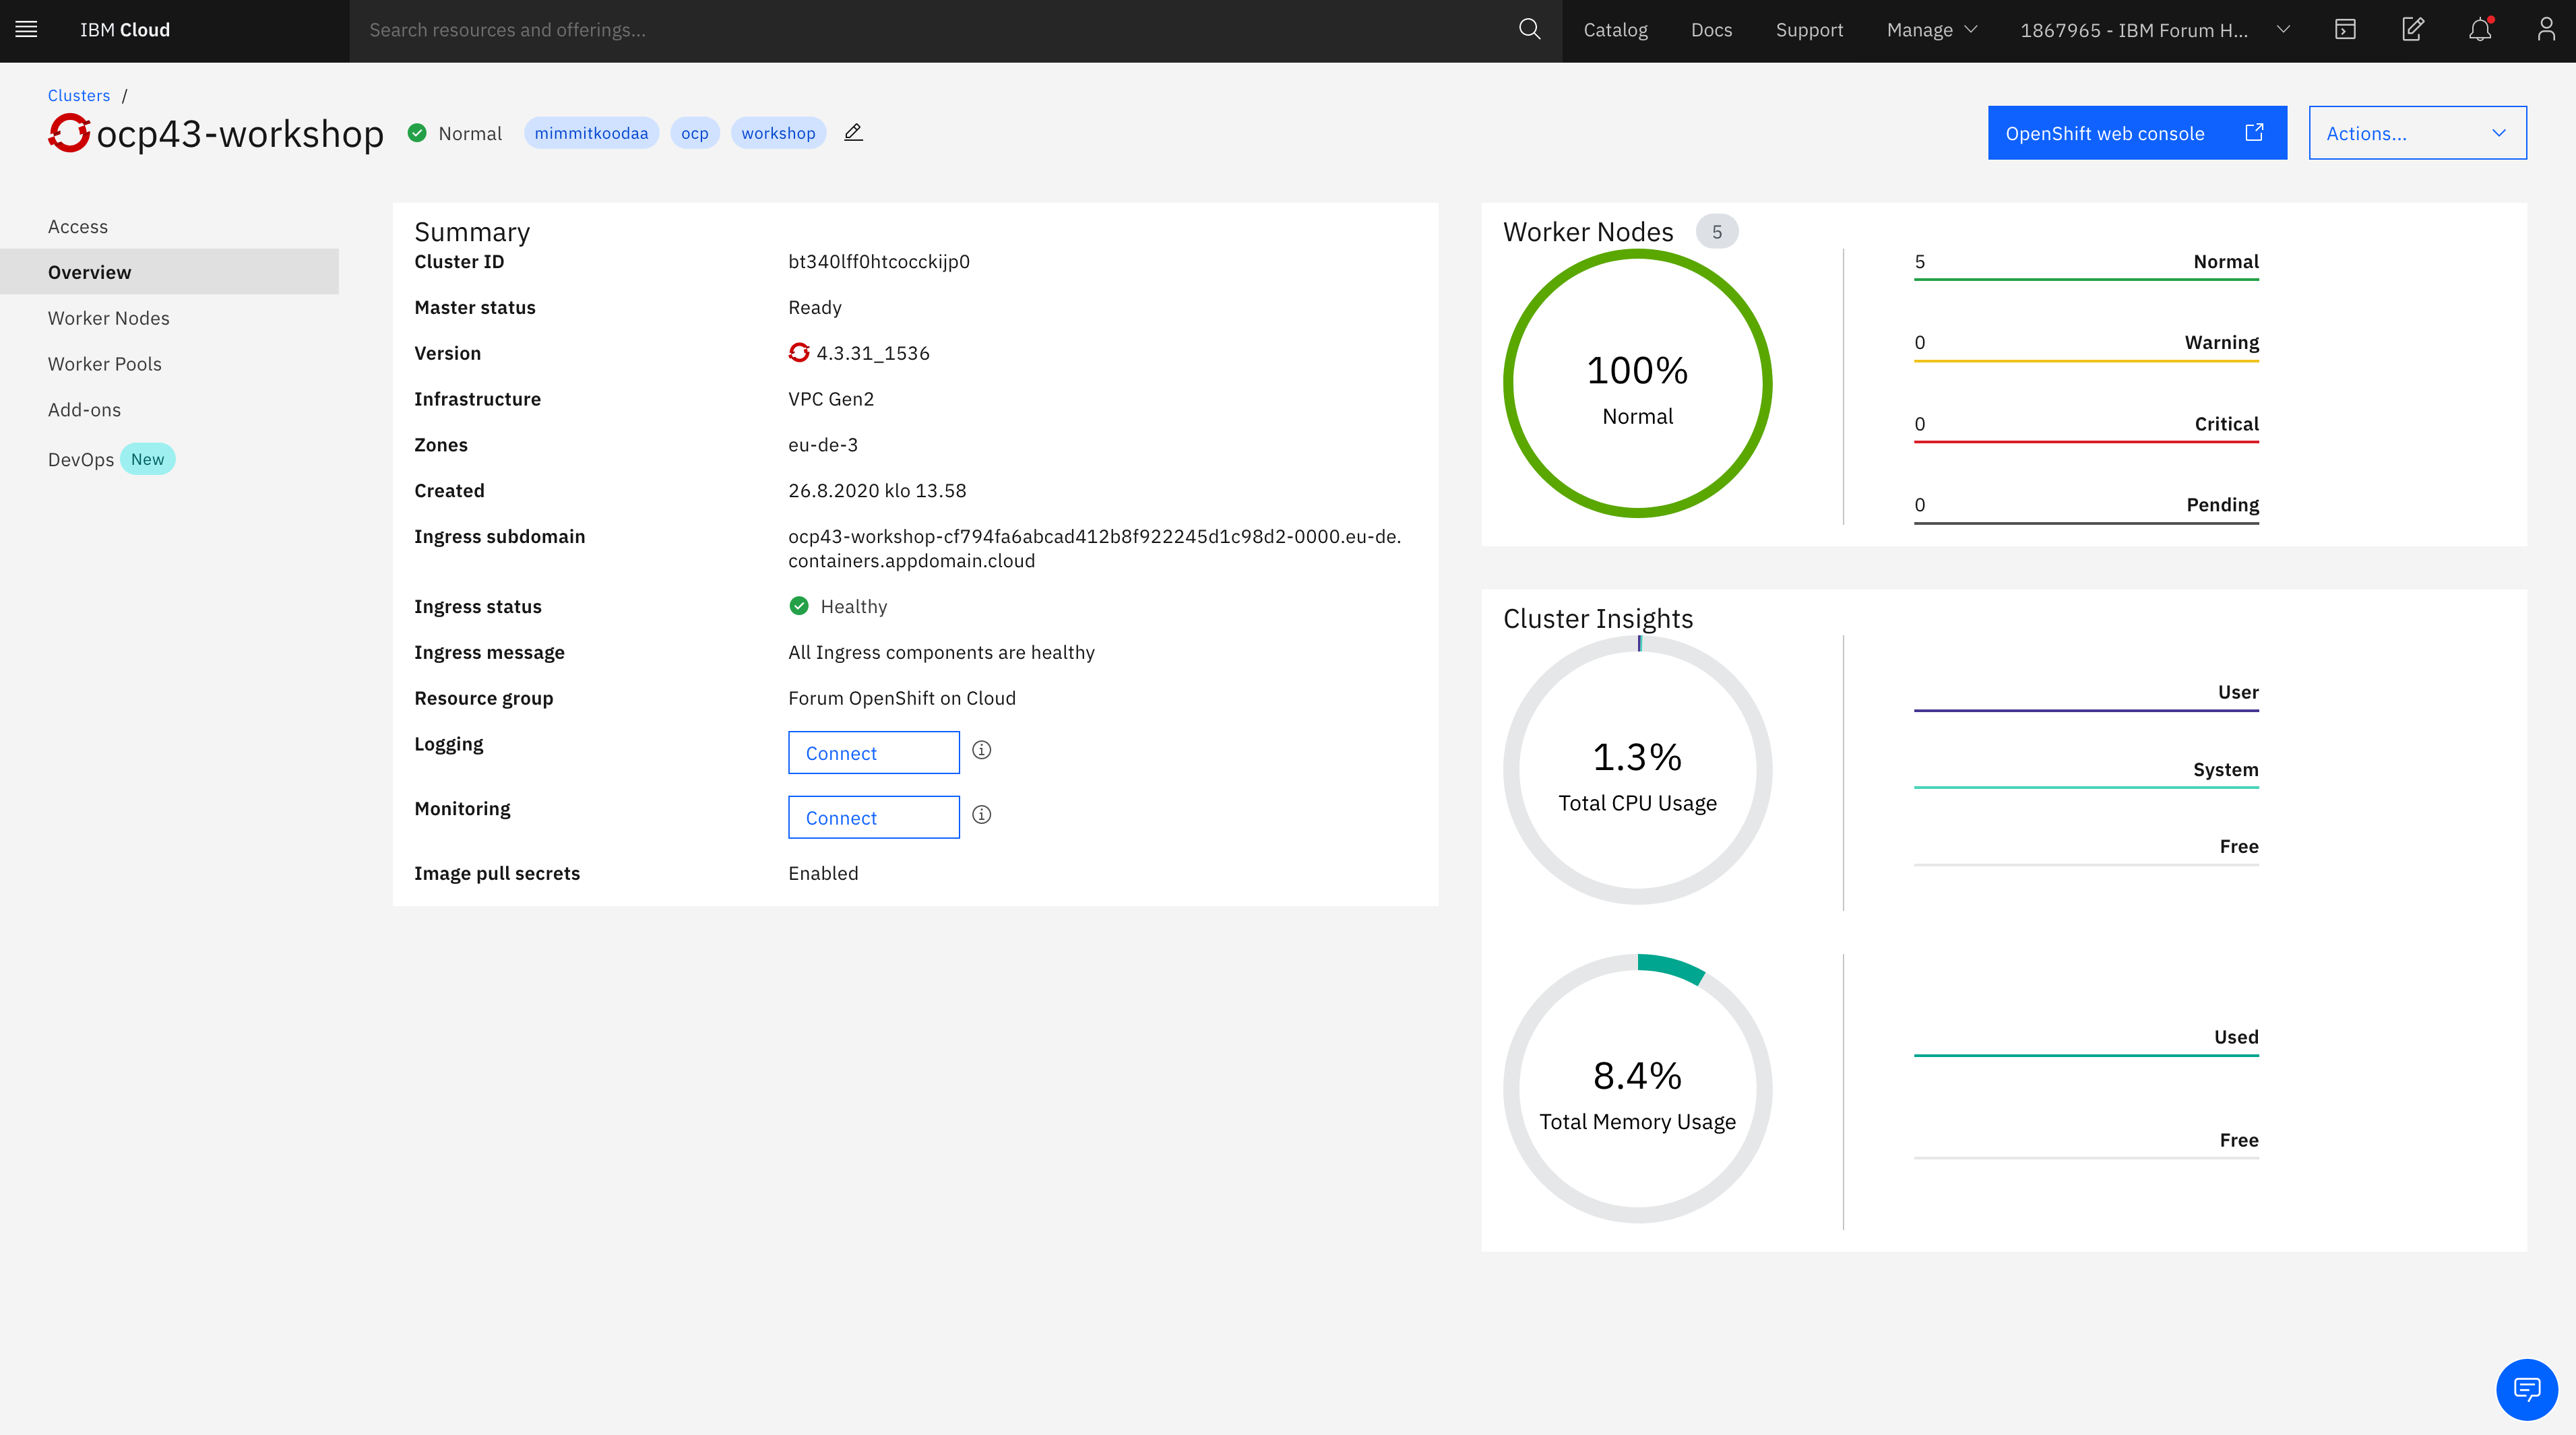 IBM Cloud
Search resources and offerings...
Catalog
Docs
Support
Manage
1867965 - IBM Forum H...
Clusters /
ocp43-workshop
Normal
mimmitkoodaa
ocp
workshop
OpenShift web console
Actions...
Access
Overview
Worker Nodes
Worker Pools
Add-ons
DevOps New
Summary
Cluster ID bt340lff0htcocckijp0
Master status Ready
Version 4.3.31_1536
Infrastructure VPC Gen2
Zones eu-de-3
Created 26.8.2020 klo 13.58
Ingress subdomain ocp43-workshop-cf794fa6abcad412b8f922245d1c98d2-0000.eu-de.
containers.appdomain.cloud
Ingress status Healthy
Ingress message All Ingress components are healthy
Resource group Forum OpenShift on Cloud
Logging Connect
Monitoring Connect
Image pull secrets Enabled
Worker Nodes 5
100%
Normal
5 Normal
0 Warning
0 Critical
0 Pending
Cluster Insights
1.3%
Total CPU Usage
User
System
Free
8.4%
Total Memory Usage
Used
Free